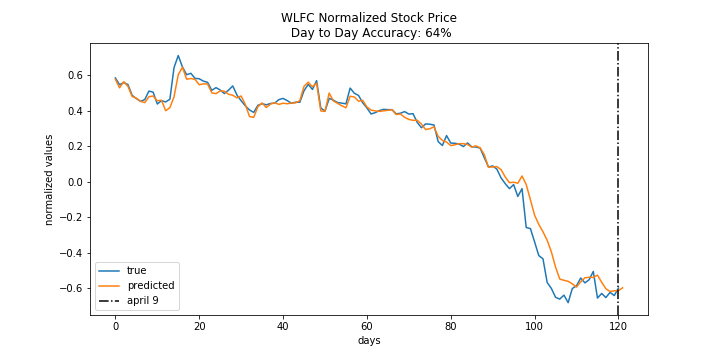 WLFC Normalized Stock Price
Day to Day Accuracy: 64%
normalized values
0.6
0.4
0.2
0.0
−0.2
−0.4
−0.6
true
predicted
april 9
0 20 40 60 80 100 120
days